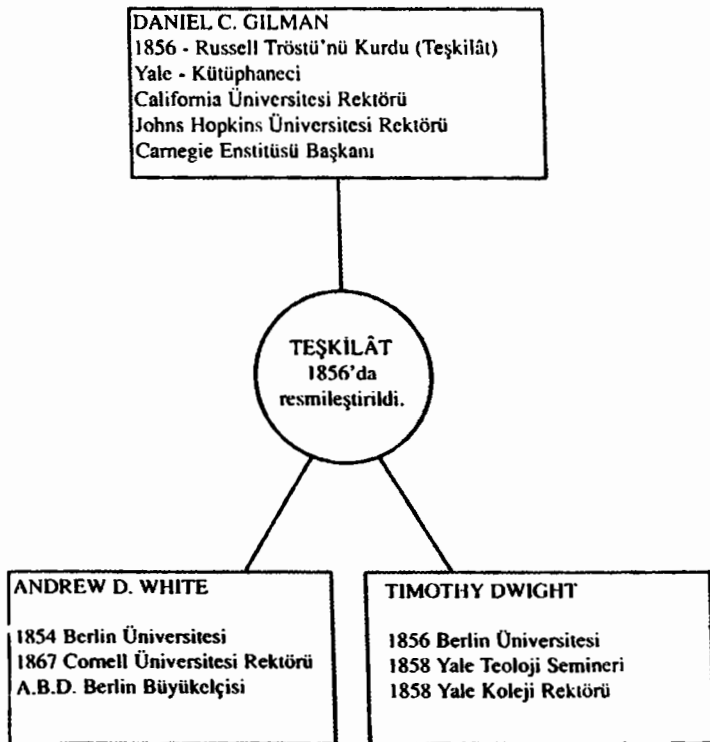 DANIEL C. GILMAN
1856 - Russell Tröstü'nü Kurdu (Teşkilât)
Yale - Kütüphaneci
California Üniversitesi Rektörü
Johns Hopkins Üniversitesi Rektörü
Carnegie Enstitüsü Başkanı
TEŞKİLÂT
1856'da
resmileştirildi.
ANDREW D. WHITE
1854 Berlin Üniversitesi
1867 Cornell Üniversitesi Rektörü
A.B.D. Berlin Büyükelçisi
TIMOTHY DWIGHT
1856 Berlin Üniversitesi
1858 Yale Teoloji Semineri
1858 Yale Koleji Rektörü